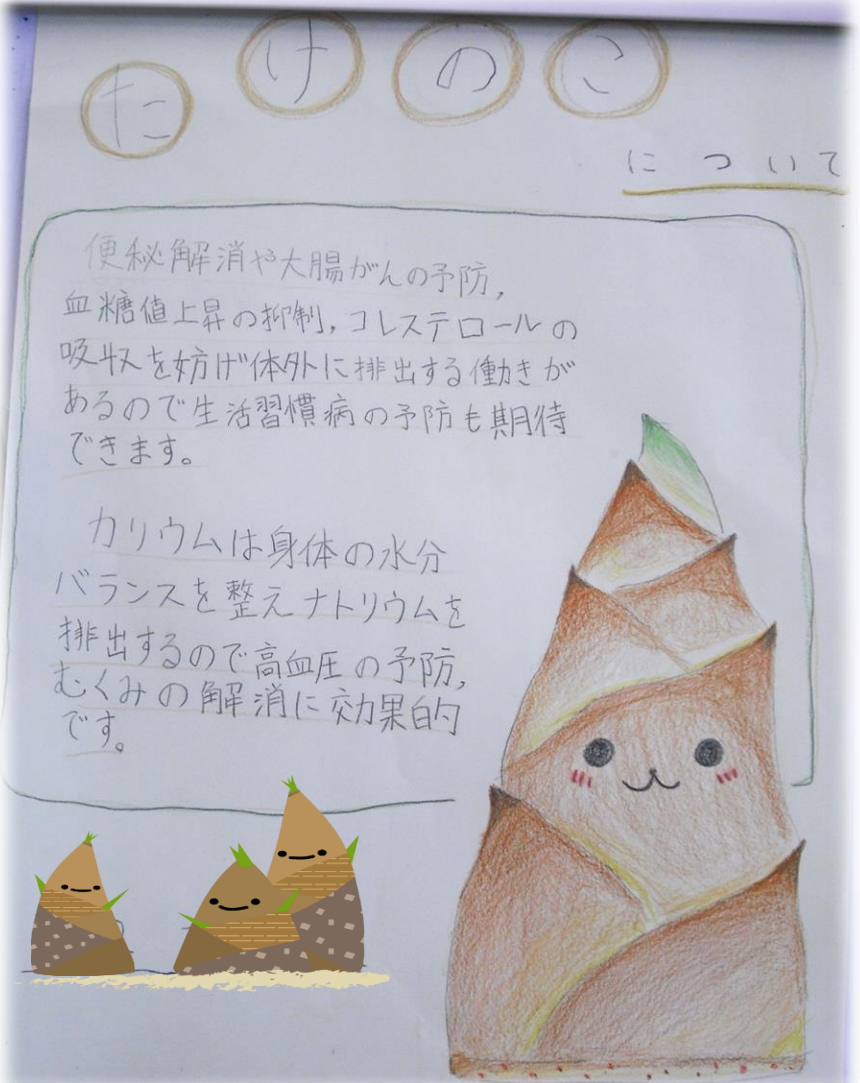 たけのこ
について
便秘解消や大腸がんの予防,
血糖値上昇の抑制,コレステロールの
吸収を妨げ体外に排出する働きが
あるので生活習慣病の予防も期待
できます。
カリウムは身体の水分
バランスを整えナトリウムを
排出するので高血圧の予防,
むくみの解消に効果的
です。